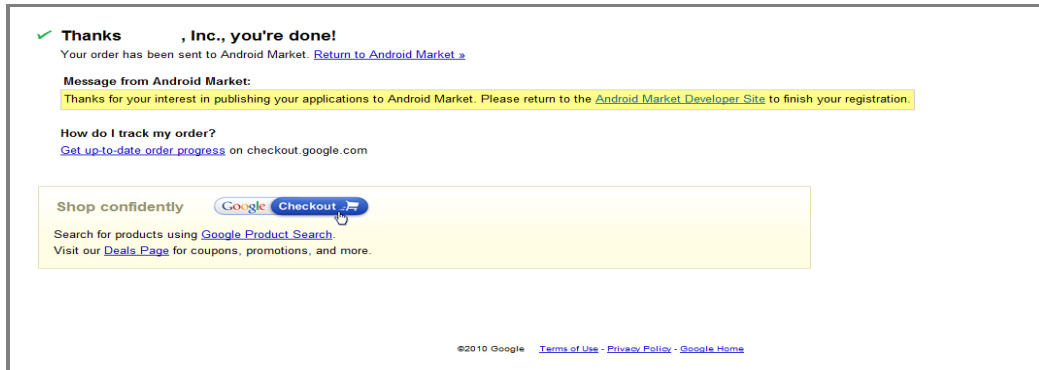 Thanks , Inc., you're done!
Your order has been sent to Android Market. Return to Android Market »
Message from Android Market:
Thanks for your interest in publishing your applications to Android Market. Please return to the Android Market Developer Site to finish your registration.
How do I track my order?
Get up-to-date order progress on checkout.google.com
Shop confidently Google Checkout
Search for products using Google Product Search.
Visit our Deals Page for coupons, promotions, and more.
©2010 Google Terms of Use - Privacy Policy - Google Home